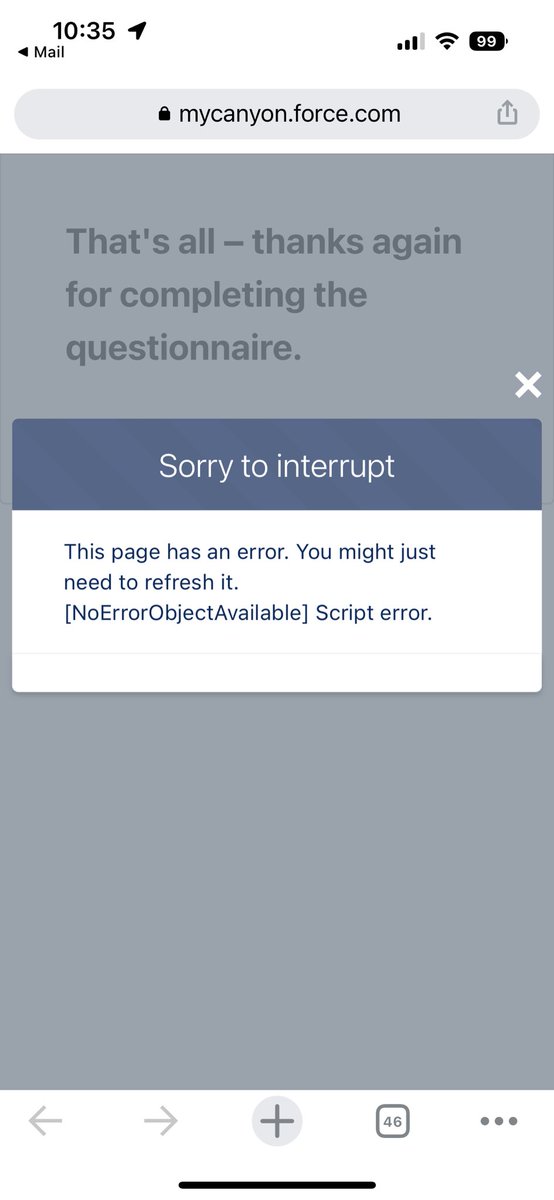 10:35
99
◀ Mail
mycanyon.force.com
That's all – thanks again
for completing the
questionnaire.
Sorry to interrupt
This page has an error. You might just
need to refresh it.
[NoErrorObjectAvailable] Script error.
46